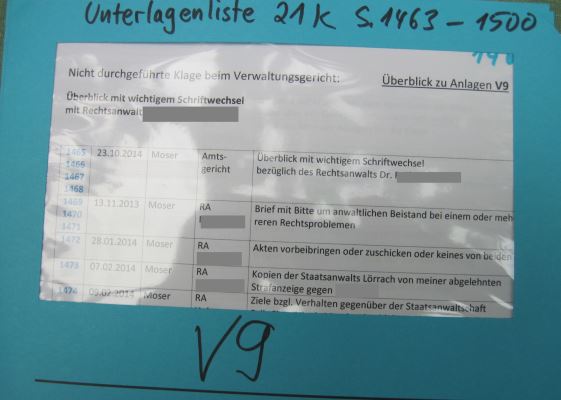 Unterlagenliste 21 K S. 1463 – 1500
Nicht durchgeführte Klage beim Verwaltungsgericht: Überblick zu Anlagen V9
Überblick mit wichtigem Schriftwechsel
mit Rechtsanwalt
1465 23.10.2014 Moser Amts- Überblick mit wichtigem Schriftwechsel
1466 gericht bezüglich des Rechtsanwalts Dr.
1467
1468
1469 13.11.2013 Moser RA Brief mit Bitte um anwaltlichen Beistand bei einem oder meh
1470 reren Rechtsproblemen
1471
1472 28.01.2014 Moser RA Akten vorbeibringen oder zuschicken oder keines von beiden
1473 07.02.2014 Moser RA Kopien der Staatsanwalts Lörrach von meiner abgelehnten
Strafanzeige gegen
1474 09.02.2014 Moser RA Ziele bzgl. Verhalten gegenüber der Staatsanwaltschaft
V9